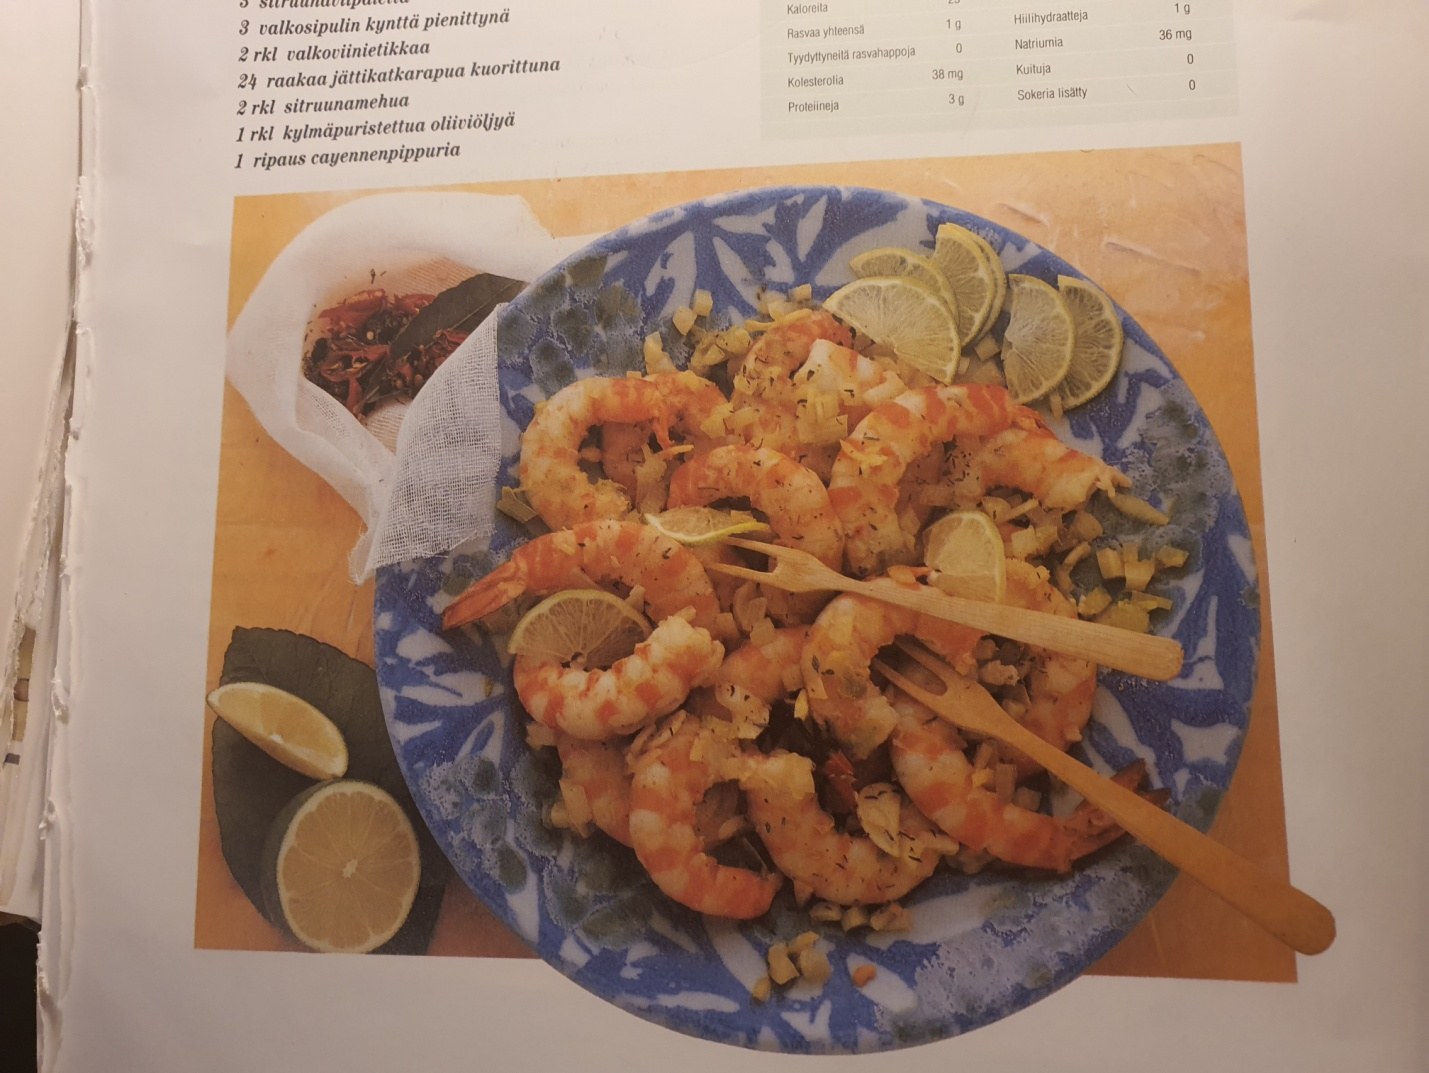 3 valkosipulin kynttä pienittynä
2 rkl valkoviinietikkaa
24 raakaa jättikatkarapua kuorittuna
2 rkl sitruunamehua
1 rkl kylmäpuristettua oliiviöljyä
1 ripaus cayennenpippuria
Kaloreita
Rasvaa yhteensä 1 g
Tyydyttyneitä rasvahappoja 0
Kolesterolia 38 mg
Proteiineja 3 g
Hiilihydraatteja 1 g
Natriumia 36 mg
Kuituja 0
Sokeria lisätty 0